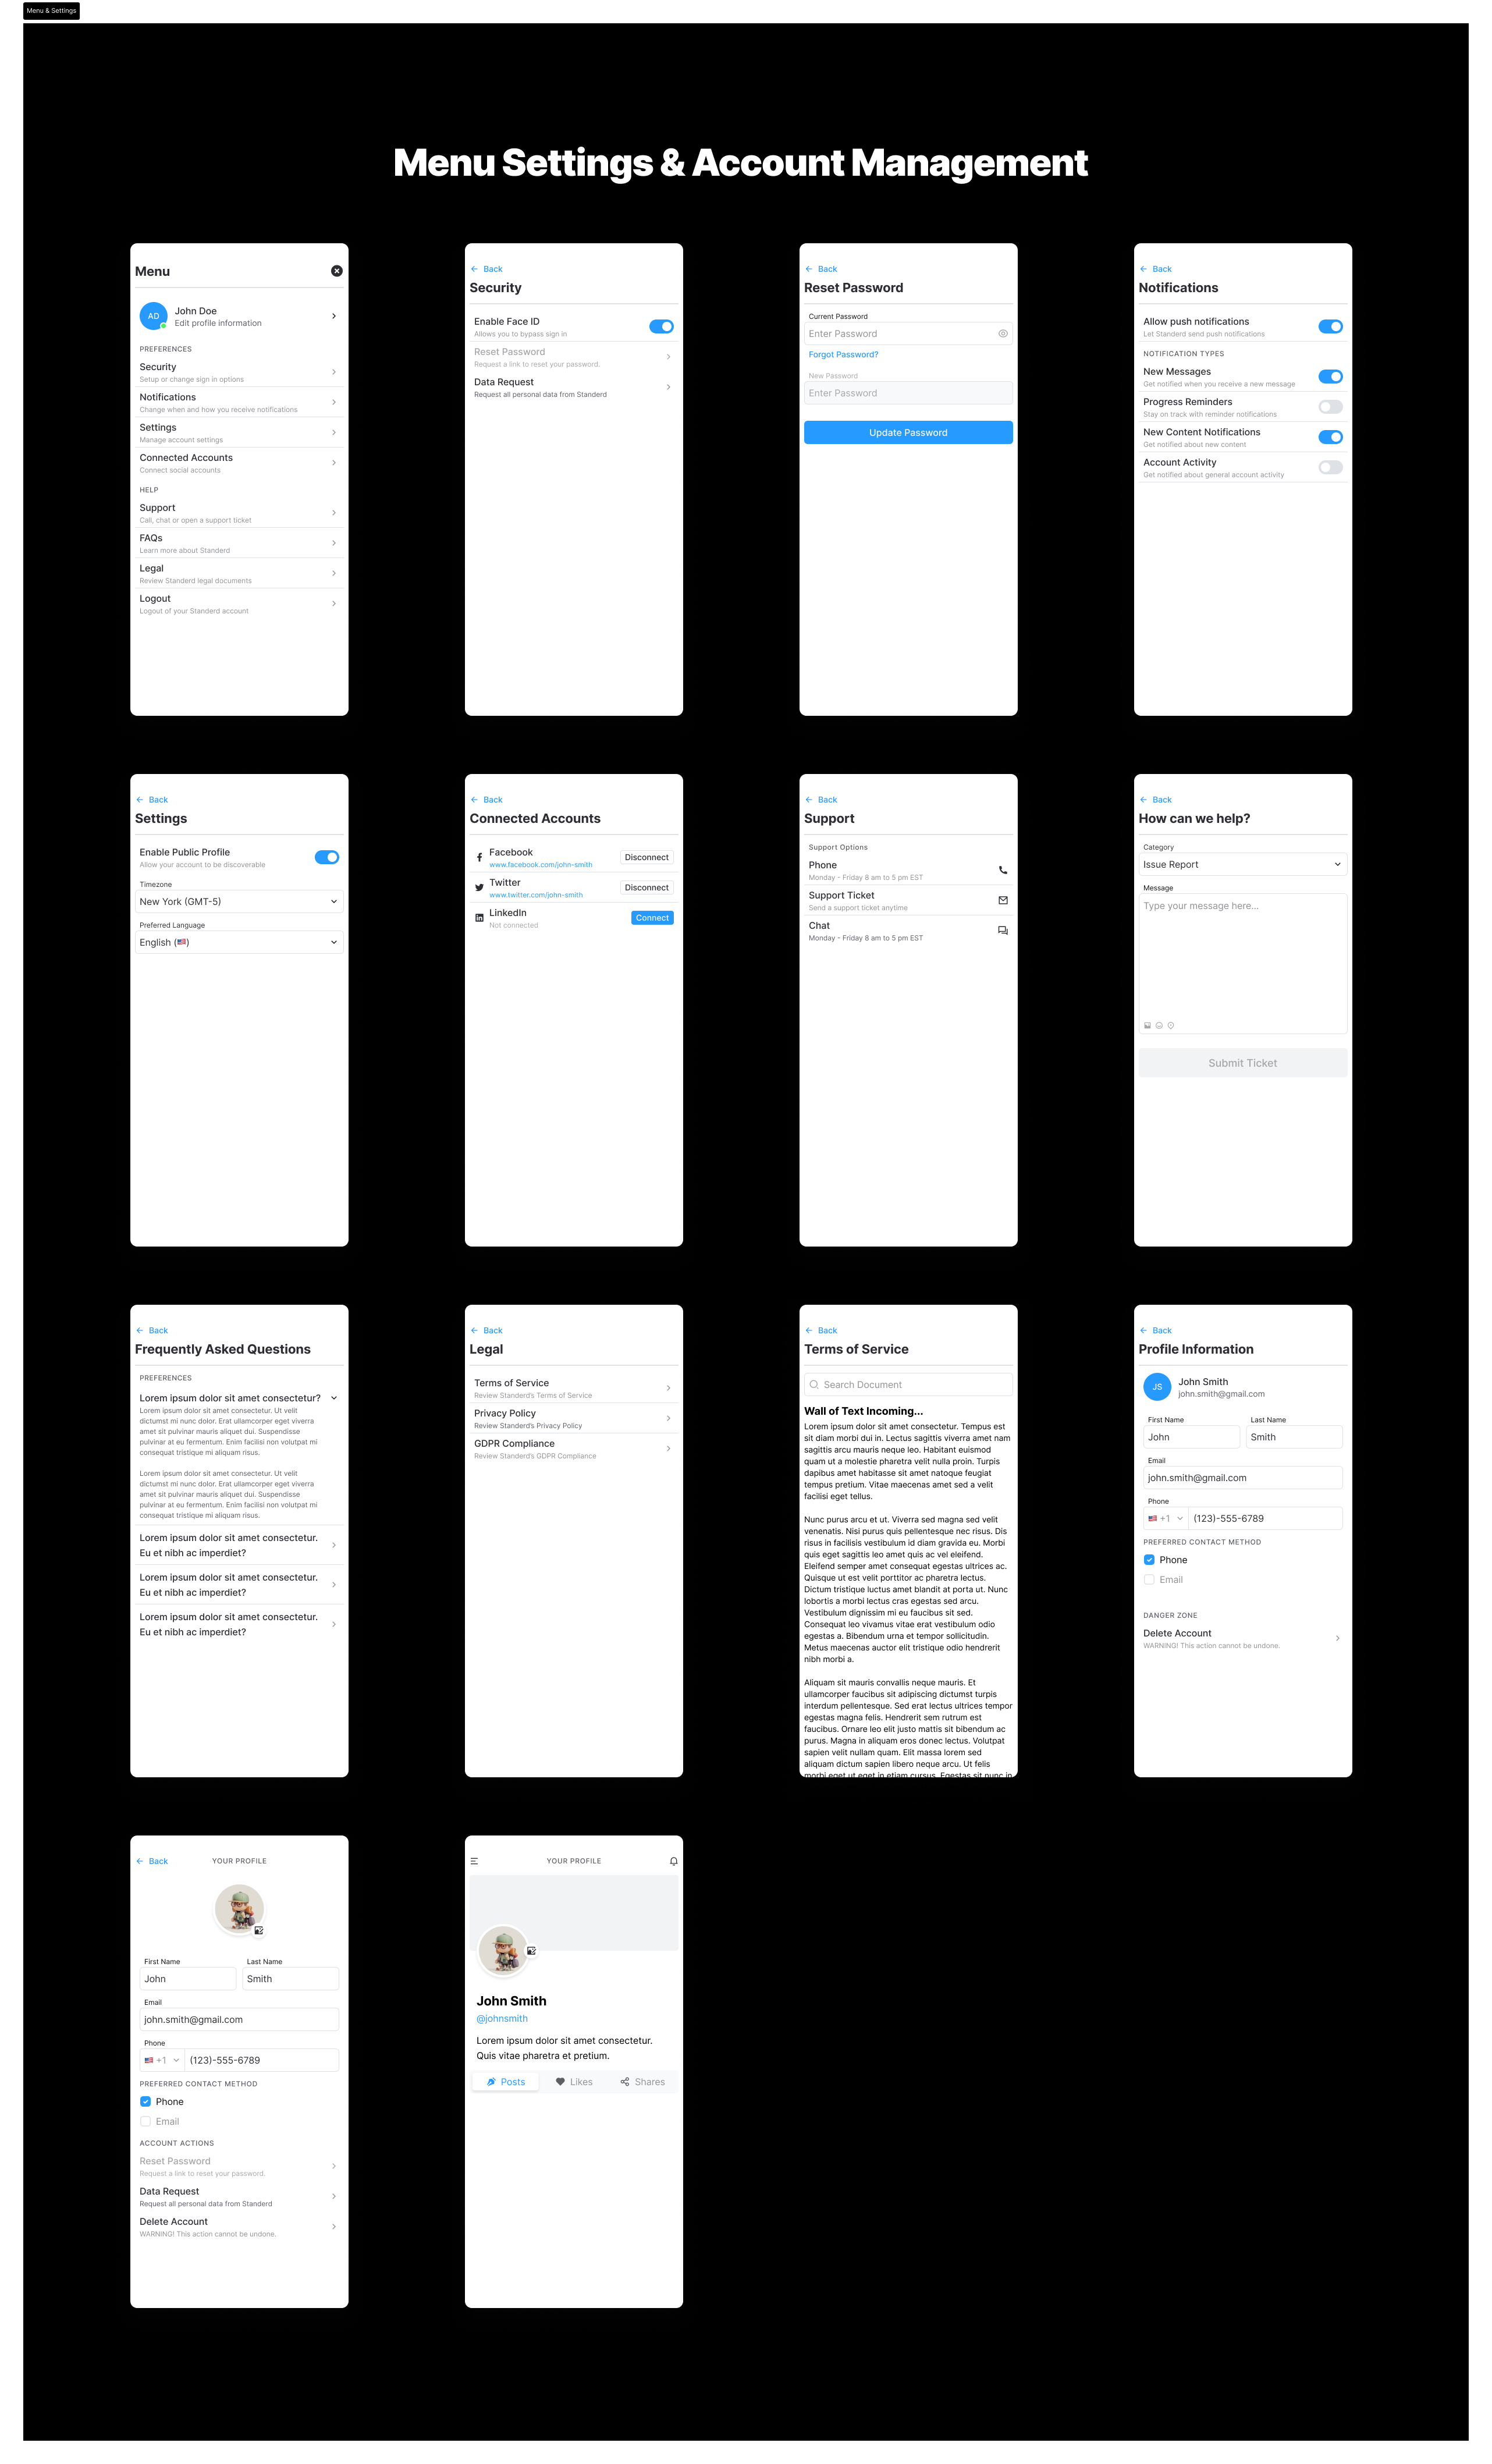 Menu & Settings
Menu Settings & Account Management
Menu
AD
John Doe
Edit profile information
PREFERENCES
Security
Setup or change sign in options
Notifications
Change when and how you receive notifications
Settings
Manage account settings
Connected Accounts
Connect social accounts
HELP
Support
Call, chat or open a support ticket
FAQs
Learn more about Standerd
Legal
Review Standerd legal documents
Logout
Logout of your Standerd account
Back
Security
Enable Face ID
Allows you to bypass sign in
Reset Password
Request a link to reset your password.
Data Request
Request all personal data from Standerd
Back
Reset Password
Current Password
Enter Password
Forgot Password?
New Password
Enter Password
Update Password
Back
Notifications
Allow push notifications
Let Standerd send push notifications
NOTIFICATION TYPES
New Messages
Get notified when you receive a new message
Progress Reminders
Stay on track with reminder notifications
New Content Notifications
Get notified about new content
Account Activity
Get notified about general account activity
Back
Settings
Enable Public Profile
Allow your account to be discoverable
Timezone
New York (GMT-5)
Preferred Language
English (🇺🇸)
Back
Connected Accounts
Facebook
www.facebook.com/john-smith
Disconnect
Twitter
www.twitter.com/john-smith
Disconnect
LinkedIn
Not connected
Connect
Back
Support
Support Options
Phone
Monday - Friday 8 am to 5 pm EST
Support Ticket
Send a support ticket anytime
Chat
Monday - Friday 8 am to 5 pm EST
Back
How can we help?
Category
Issue Report
Message
Type your message here...
Submit Ticket
Back
Frequently Asked Questions
PREFERENCES
Lorem ipsum dolor sit amet consectetur?
Lorem ipsum dolor sit amet consectetur. Ut velit
dictumst mi nunc dolor. Erat ullamcorper eget viverra
amet sit pulvinar mauris aliquet dui. Suspendisse
pulvinar at eu fermentum. Enim facilisi non volutpat mi
consequat tristique mi aliquam risus.
Lorem ipsum dolor sit amet consectetur. Ut velit
dictumst mi nunc dolor. Erat ullamcorper eget viverra
amet sit pulvinar mauris aliquet dui. Suspendisse
pulvinar at eu fermentum. Enim facilisi non volutpat mi
consequat tristique mi aliquam risus.
Lorem ipsum dolor sit amet consectetur.
Eu et nibh ac imperdiet?
Lorem ipsum dolor sit amet consectetur.
Eu et nibh ac imperdiet?
Lorem ipsum dolor sit amet consectetur.
Eu et nibh ac imperdiet?
Back
Legal
Terms of Service
Review Standerd's Terms of Service
Privacy Policy
Review Standerd's Privacy Policy
GDPR Compliance
Review Standerd's GDPR Compliance
Back
Terms of Service
Search Document
Wall of Text Incoming...
Lorem ipsum dolor sit amet consectetur. Tempus est
sit diam morbi dui in. Lectus sagittis viverra amet nam
sagittis arcu mauris neque leo. Habitant euismod
quam ut a molestie pharetra velit nulla proin. Turpis
dapibus amet habitasse sit amet natoque feugiat
tempus pretium. Vitae maecenas amet sed a velit
facilisi eget tellus.
Nunc purus arcu et ut. Viverra sed magna sed velit
venenatis. Nisi purus quis pellentesque nec risus. Dis
risus in facilisis vestibulum id diam gravida eu. Morbi
quis eget sagittis leo amet quis ac vel eleifend.
Eleifend semper amet consequat egestas ultrices ac.
Quisque ut est velit porttitor ac pharetra lectus.
Dictum tristique luctus amet blandit at porta ut. Nunc
lobortis a morbi lectus cras egestas sed arcu.
Vestibulum dignissim mi eu faucibus sit sed.
Consequat leo vivamus vitae erat vestibulum odio
egestas a. Bibendum urna et tempor sollicitudin.
Metus maecenas auctor elit tristique odio hendrerit
nibh morbi a.
Aliquam sit mauris convallis neque mauris. Et
ullamcorper faucibus sit adipiscing dictumst turpis
interdum pellentesque. Sed erat lectus ultrices tempor
egestas magna felis. Hendrerit sem rutrum est
faucibus. Ornare leo elit justo mattis sit bibendum ac
purus. Magna in aliquam eros donec lectus. Volutpat
sapien velit nullam quam. Elit massa lorem sed
aliquam dictum sapien libero neque arcu. Ut felis
morbi eget ut eget in etiam cursus. Egestas sit nunc in
Back
Profile Information
JS
John Smith
john.smith@gmail.com
First Name
Last Name
John
Smith
Email
john.smith@gmail.com
Phone
+1
(123)-555-6789
PREFERRED CONTACT METHOD
Phone
Email
DANGER ZONE
Delete Account
WARNING! This action cannot be undone.
Back
YOUR PROFILE
First Name
Last Name
John
Smith
Email
john.smith@gmail.com
Phone
+1
(123)-555-6789
PREFERRED CONTACT METHOD
Phone
Email
ACCOUNT ACTIONS
Reset Password
Request a link to reset your password.
Data Request
Request all personal data from Standerd
Delete Account
WARNING! This action cannot be undone.
YOUR PROFILE
John Smith
@johnsmith
Lorem ipsum dolor sit amet consectetur.
Quis vitae pharetra et pretium.
Posts
Likes
Shares